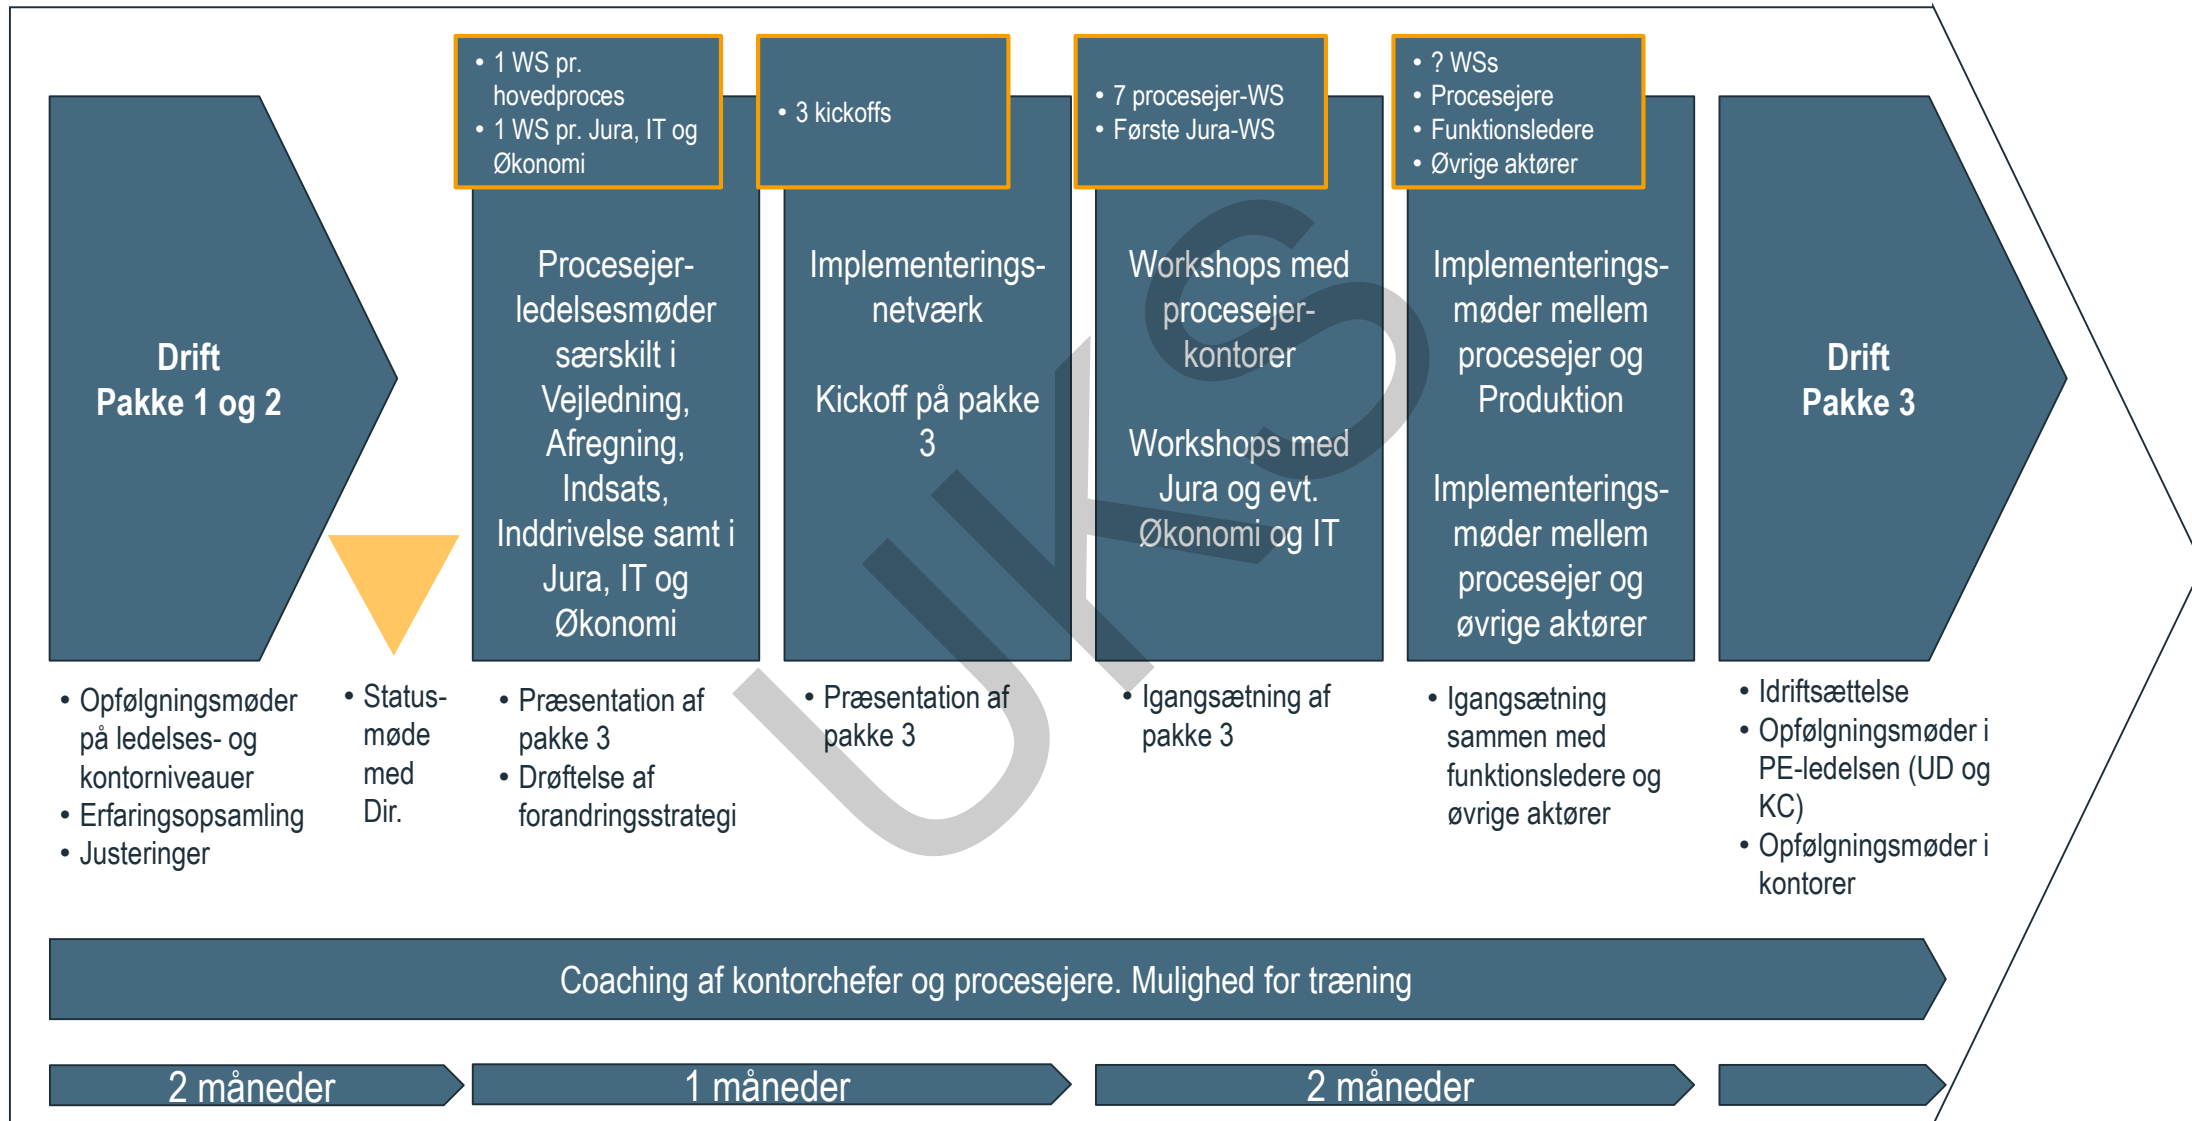 • 1 WS pr.
hovedproces
• 1 WS pr. Jura, IT og
Økonomi
• 3 kickoffs
• 7 procesejer-WS
• Første Jura-WS
• ? WSs
• Procesejere
• Funktionsledere
• Øvrige aktører
Drift
Pakke 1 og 2
Procesejer-
ledelsesmøder
særskilt i
Vejledning,
Afregning,
Indsats,
Inddrivelse samt i
Jura, IT og
Økonomi
Implementerings-
netværk
Kickoff på pakke
3
Workshops med
procesejer-
kontorer
Workshops med
Jura og evt.
Økonomi og IT
Implementerings-
møder mellem
procesejer og
Produktion
Implementerings-
møder mellem
procesejer og
øvrige aktører
Drift
Pakke 3
UKS
• Opfølgningsmøder
på ledelses- og
kontorniveauer
• Erfaringsopsamling
• Justeringer
• Status-
møde
med
Dir.
• Præsentation af
pakke 3
• Drøftelse af
forandringsstrategi
• Præsentation af
pakke 3
• Igangsætning af
pakke 3
• Igangsætning
sammen med
funktionsledere og
øvrige aktører
• Idriftsættelse
• Opfølgningsmøder i
PE-ledelsen (UD og
KC)
• Opfølgningsmøder i
kontorer
Coaching af kontorchefer og procesejere. Mulighed for træning
2 måneder
1 måneder
2 måneder